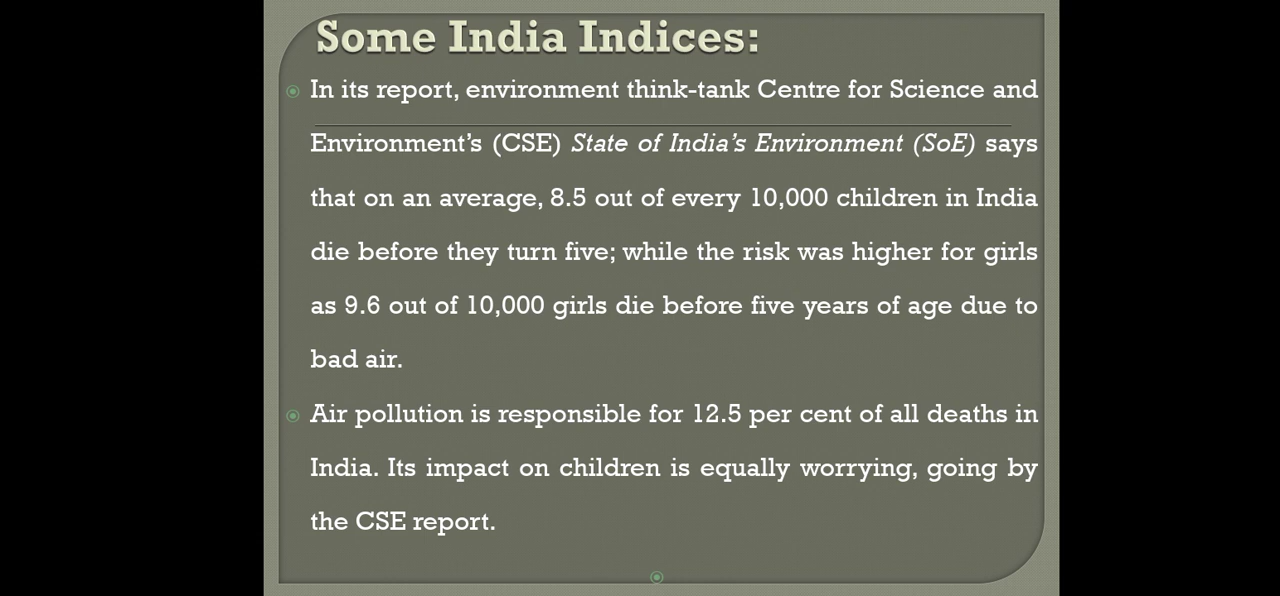 Some India Indices:
In its report, environment think-tank Centre for Science and
Environment’s (CSE) State of India’s Environment (SoE) says
that on an average, 8.5 out of every 10,000 children in India
die before they turn five; while the risk was higher for girls
as 9.6 out of 10,000 girls die before five years of age due to
bad air.
Air pollution is responsible for 12.5 per cent of all deaths in
India. Its impact on children is equally worrying, going by
the CSE report.